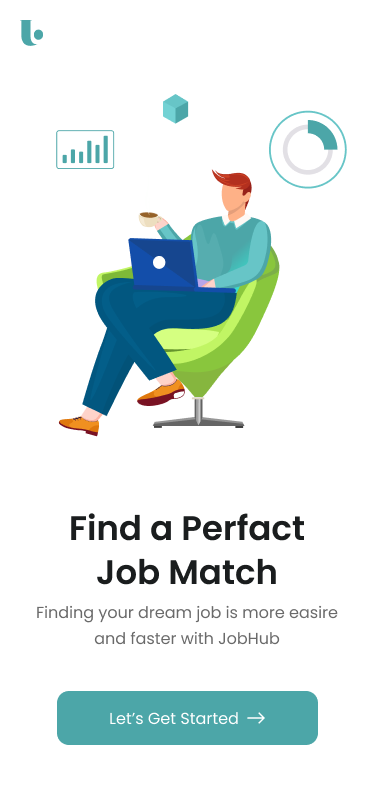 Find a Perfact
Job Match
Finding your dream job is more easire
and faster with JobHub
Let's Get Started →